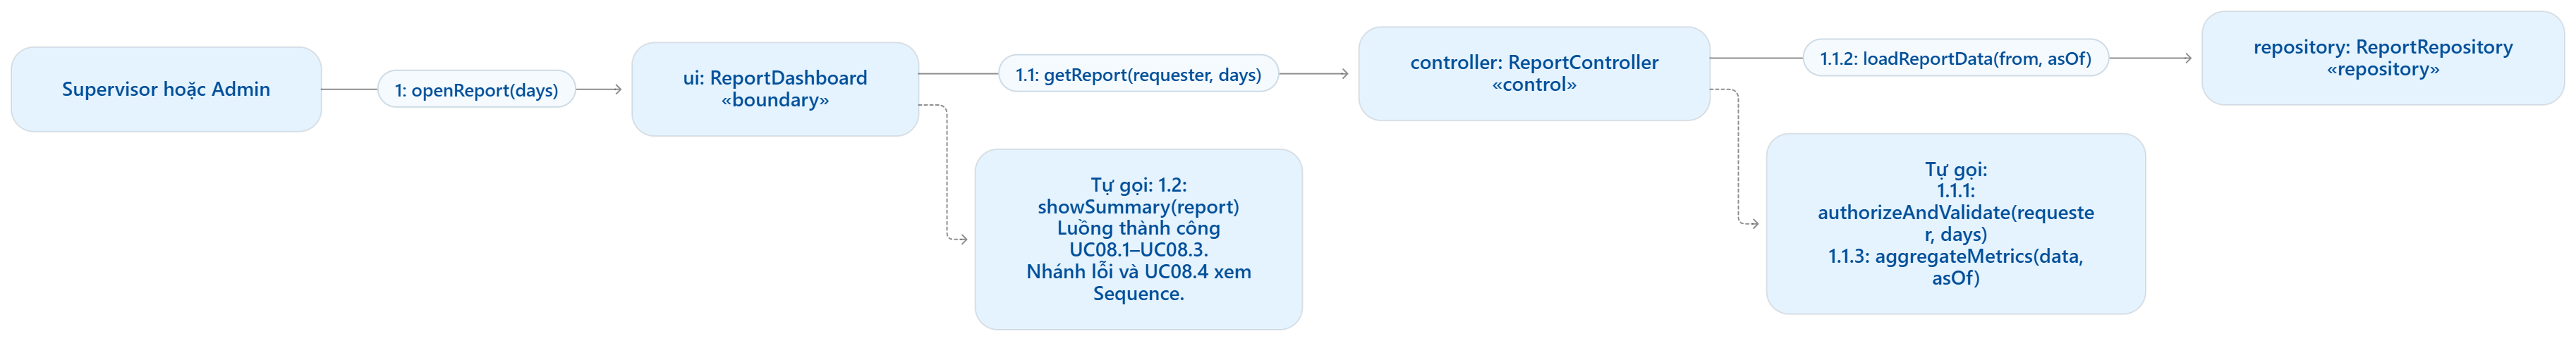 Supervisor hoặc Admin
1: openReport(days)
ui: ReportDashboard
«boundary»
1.1: getReport(requester, days)
controller: ReportController
«control»
1.1.2: loadReportData(from, asOf)
repository: ReportRepository
«repository»
Tự gọi: 1.2:
showSummary(report)
Luồng thành công
UC08.1–UC08.3.
Nhánh lỗi và UC08.4 xem
Sequence.
Tự gọi:
1.1.1:
authorizeAndValidate(requeste
r, days)
1.1.3: aggregateMetrics(data,
asOf)